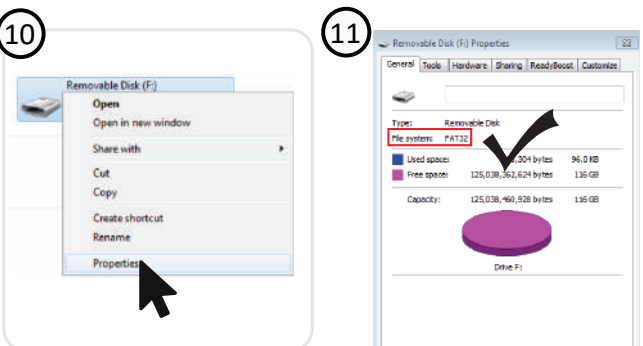 10
Removable Disk (F:)
Open
Open in new window
Share with
Cut
Copy
Create shortcut
Rename
Properties
11
Removable Disk (F:) Properties
General Tools Hardware Sharing ReadyBoost Customize
Type: Removable Disk
File system: FAT32
Used space: ,304 bytes 96.0 KB
Free space: 125,038,362,624 bytes 116 GB
Capacity: 125,038,460,928 bytes 116 GB
Drive F: